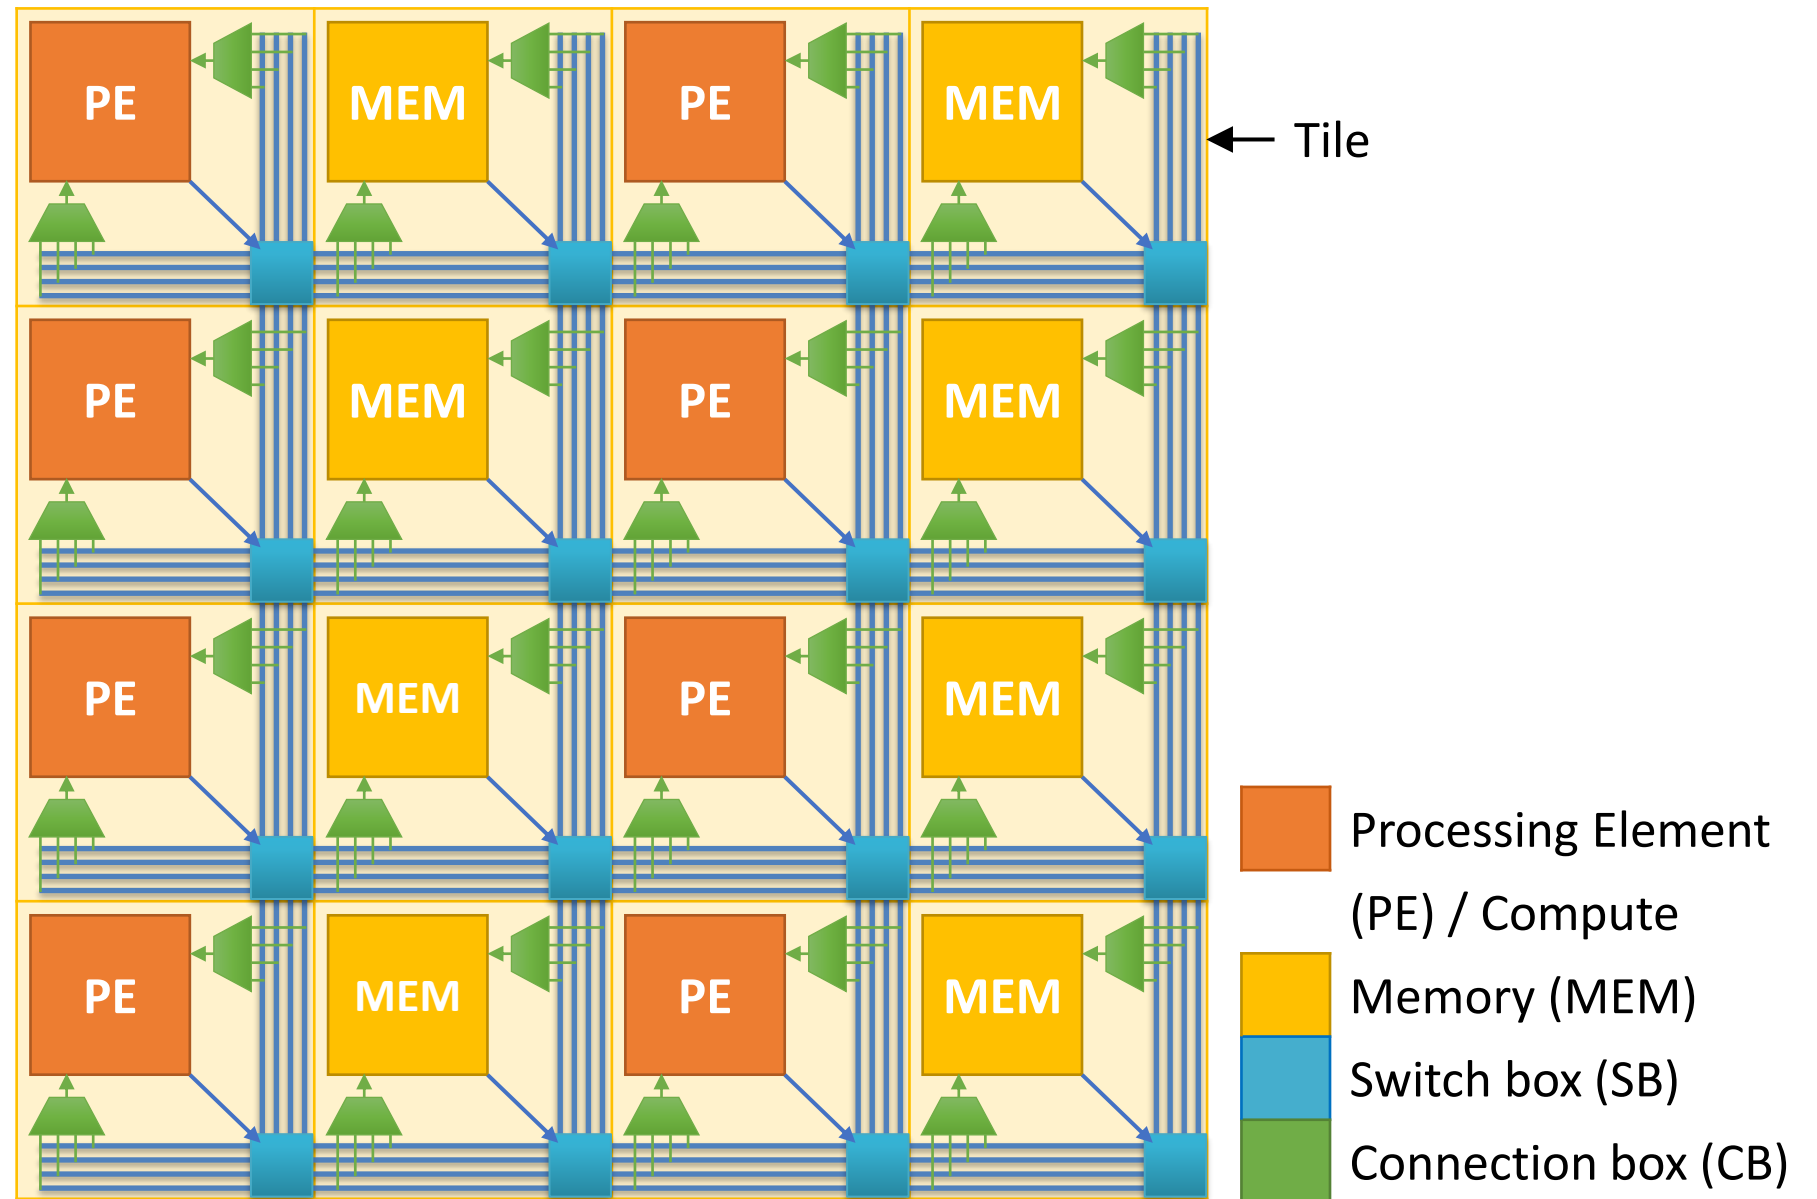 PE MEM PE MEM
Tile
PE MEM PE MEM
PE MEM PE MEM
PE MEM PE MEM
Processing Element
(PE) / Compute
Memory (MEM)
Switch box (SB)
Connection box (CB)